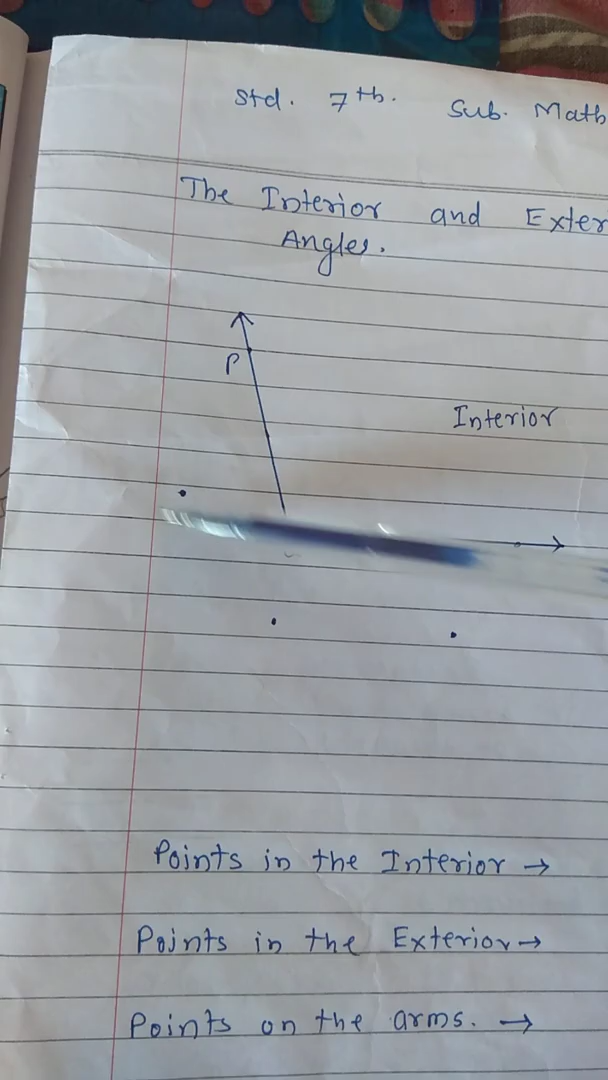 Std. 7th. Sub. Math
The Interior and Exter
Angles.
P
Interior
Points in the Interior →
Points in the Exterior →
Points on the arms. →